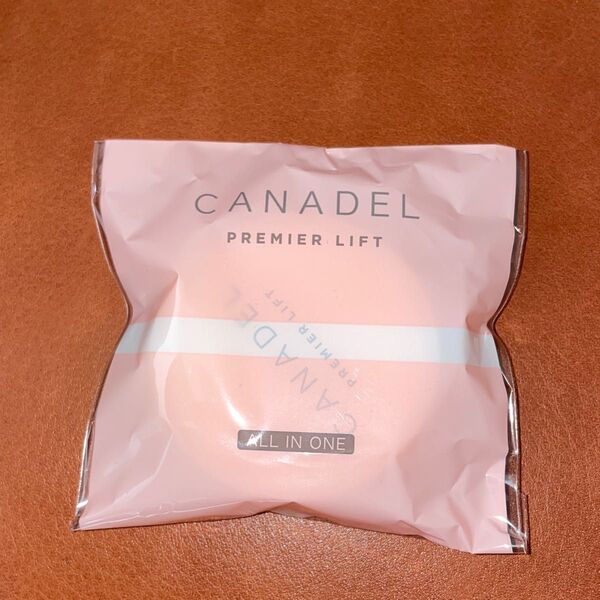 CANADEL
PREMIER LIFT
CANADEL
PREMIER LIFT
ALL IN ONE